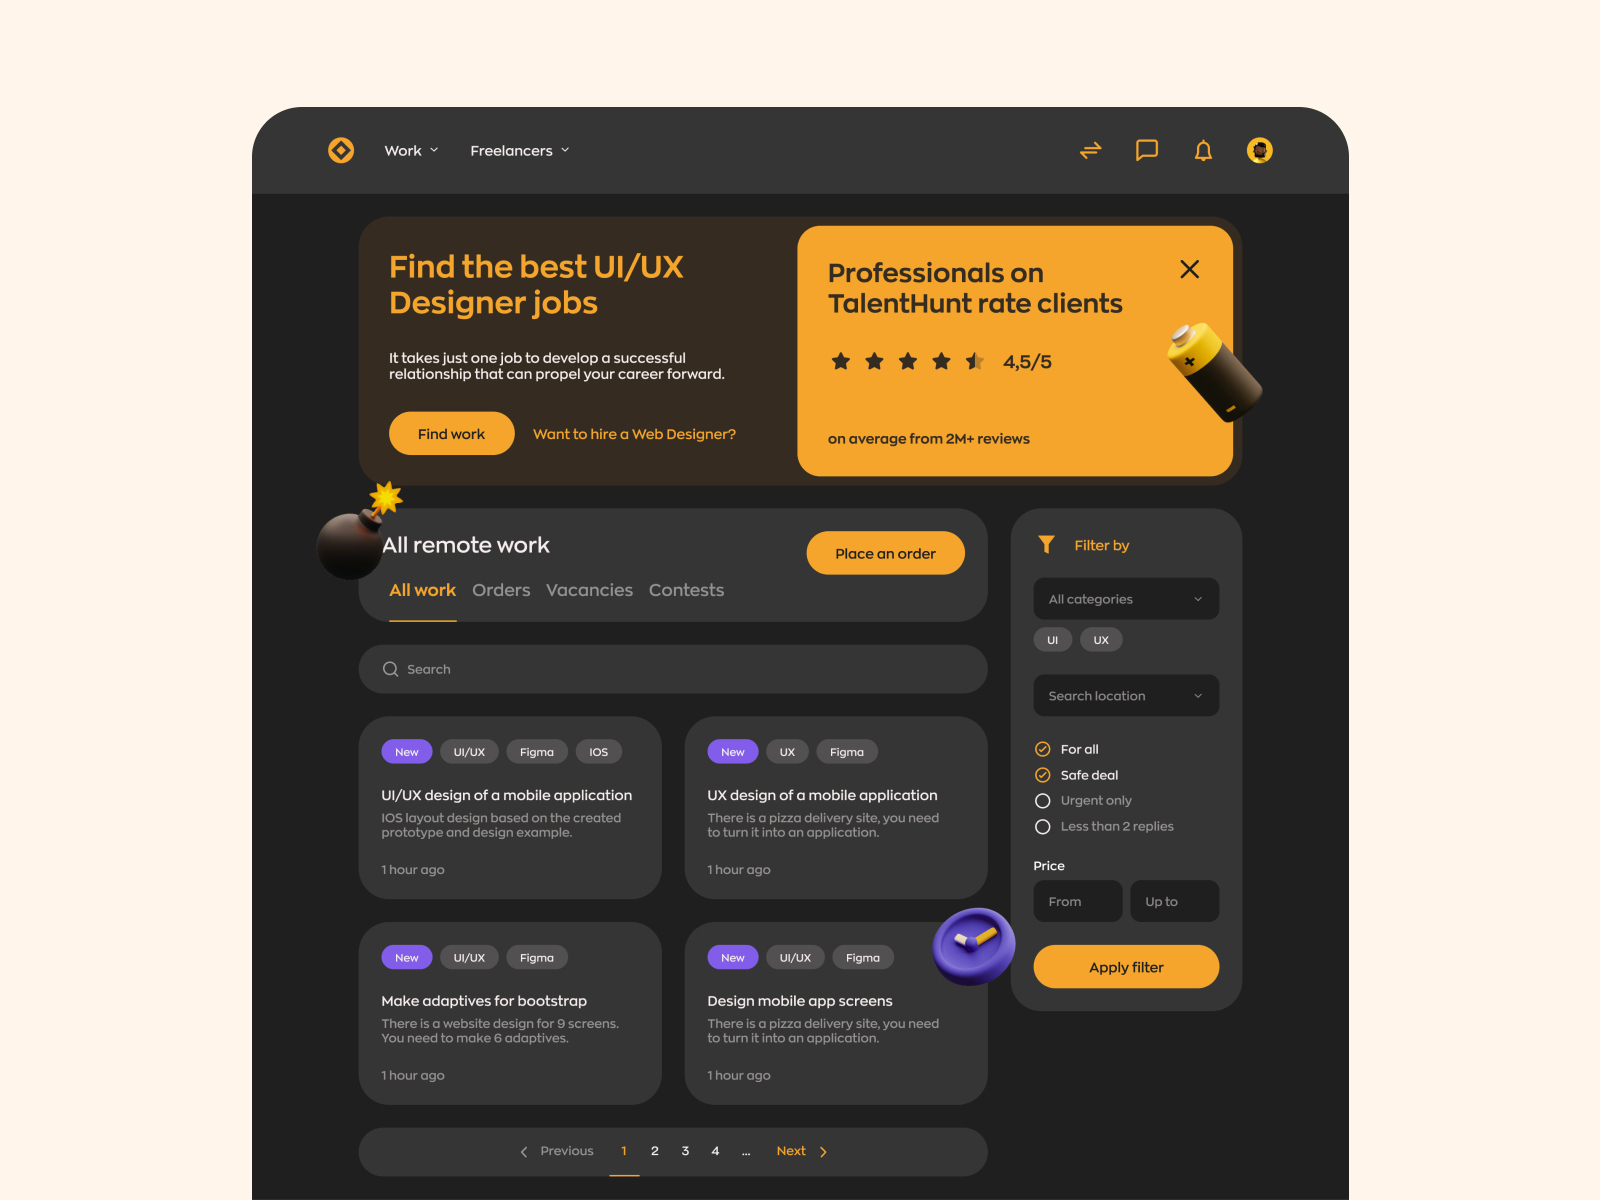 Work
Freelancers
Find the best UI/UX
Designer jobs
It takes just one job to develop a successful
relationship that can propel your career forward.
Find work
Want to hire a Web Designer?
Professionals on
TalentHunt rate clients
4,5/5
on average from 2M+ reviews
All remote work
Place an order
All work
Orders
Vacancies
Contests
Search
New
UI/UX
Figma
IOS
UI/UX design of a mobile application
IOS layout design based on the created
prototype and design example.
1 hour ago
New
UX
Figma
UX design of a mobile application
There is a pizza delivery site, you need
to turn it into an application.
1 hour ago
New
UI/UX
Figma
Make adaptives for bootstrap
There is a website design for 9 screens.
You need to make 6 adaptives.
1 hour ago
New
UI/UX
Figma
Design mobile app screens
There is a pizza delivery site, you need
to turn it into an application.
1 hour ago
Previous
1
2
3
4
...
Next
Filter by
All categories
UI
UX
Search location
For all
Safe deal
Urgent only
Less than 2 replies
Price
From
Up to
Apply filter